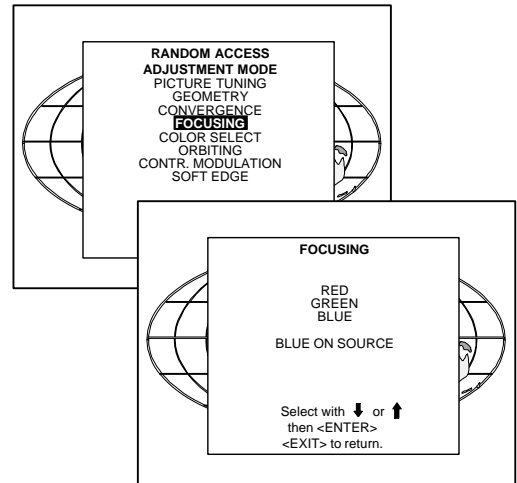 RANDOM ACCESS
ADJUSTMENT MODE
PICTURE TUNING
GEOMETRY
CONVERGENCE
FOCUSING
COLOR SELECT
ORBITING
CONTR. MODULATION
SOFT EDGE
FOCUSING
RED
GREEN
BLUE
BLUE ON SOURCE
Select with ⬇ or ⬆
then <ENTER>
<EXIT> to return.